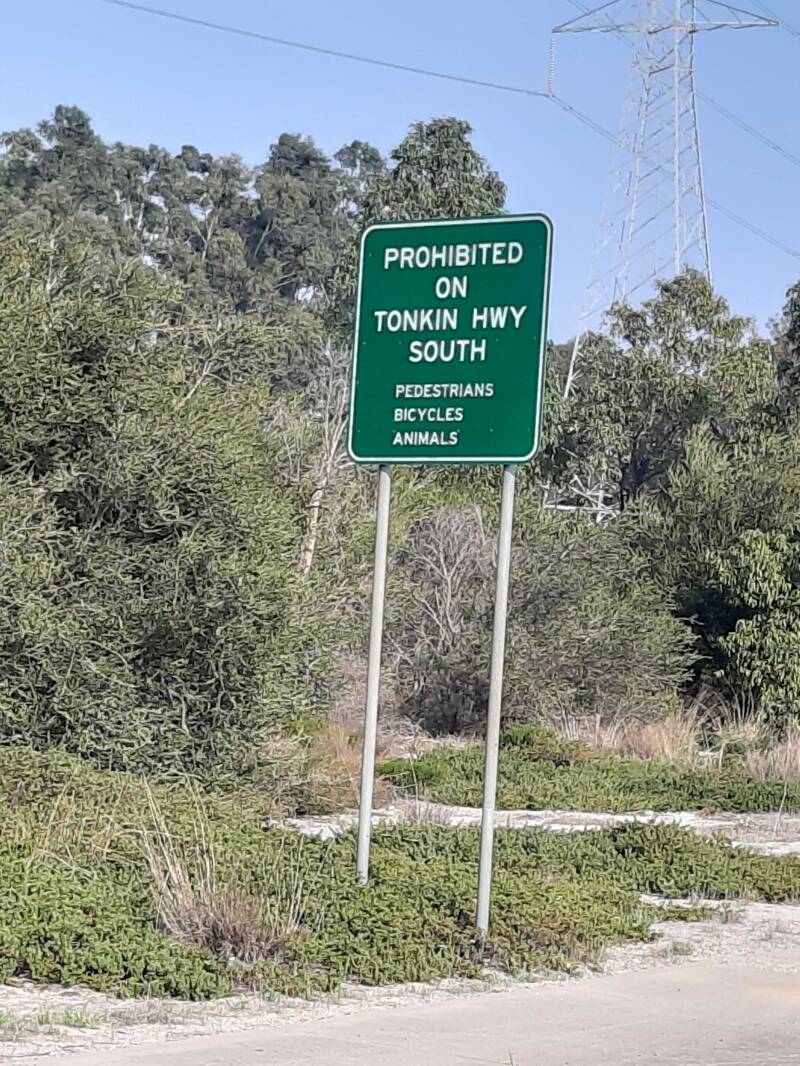 PROHIBITED
ON
TONKIN HWY
SOUTH
PEDESTRIANS
BICYCLES
ANIMALS